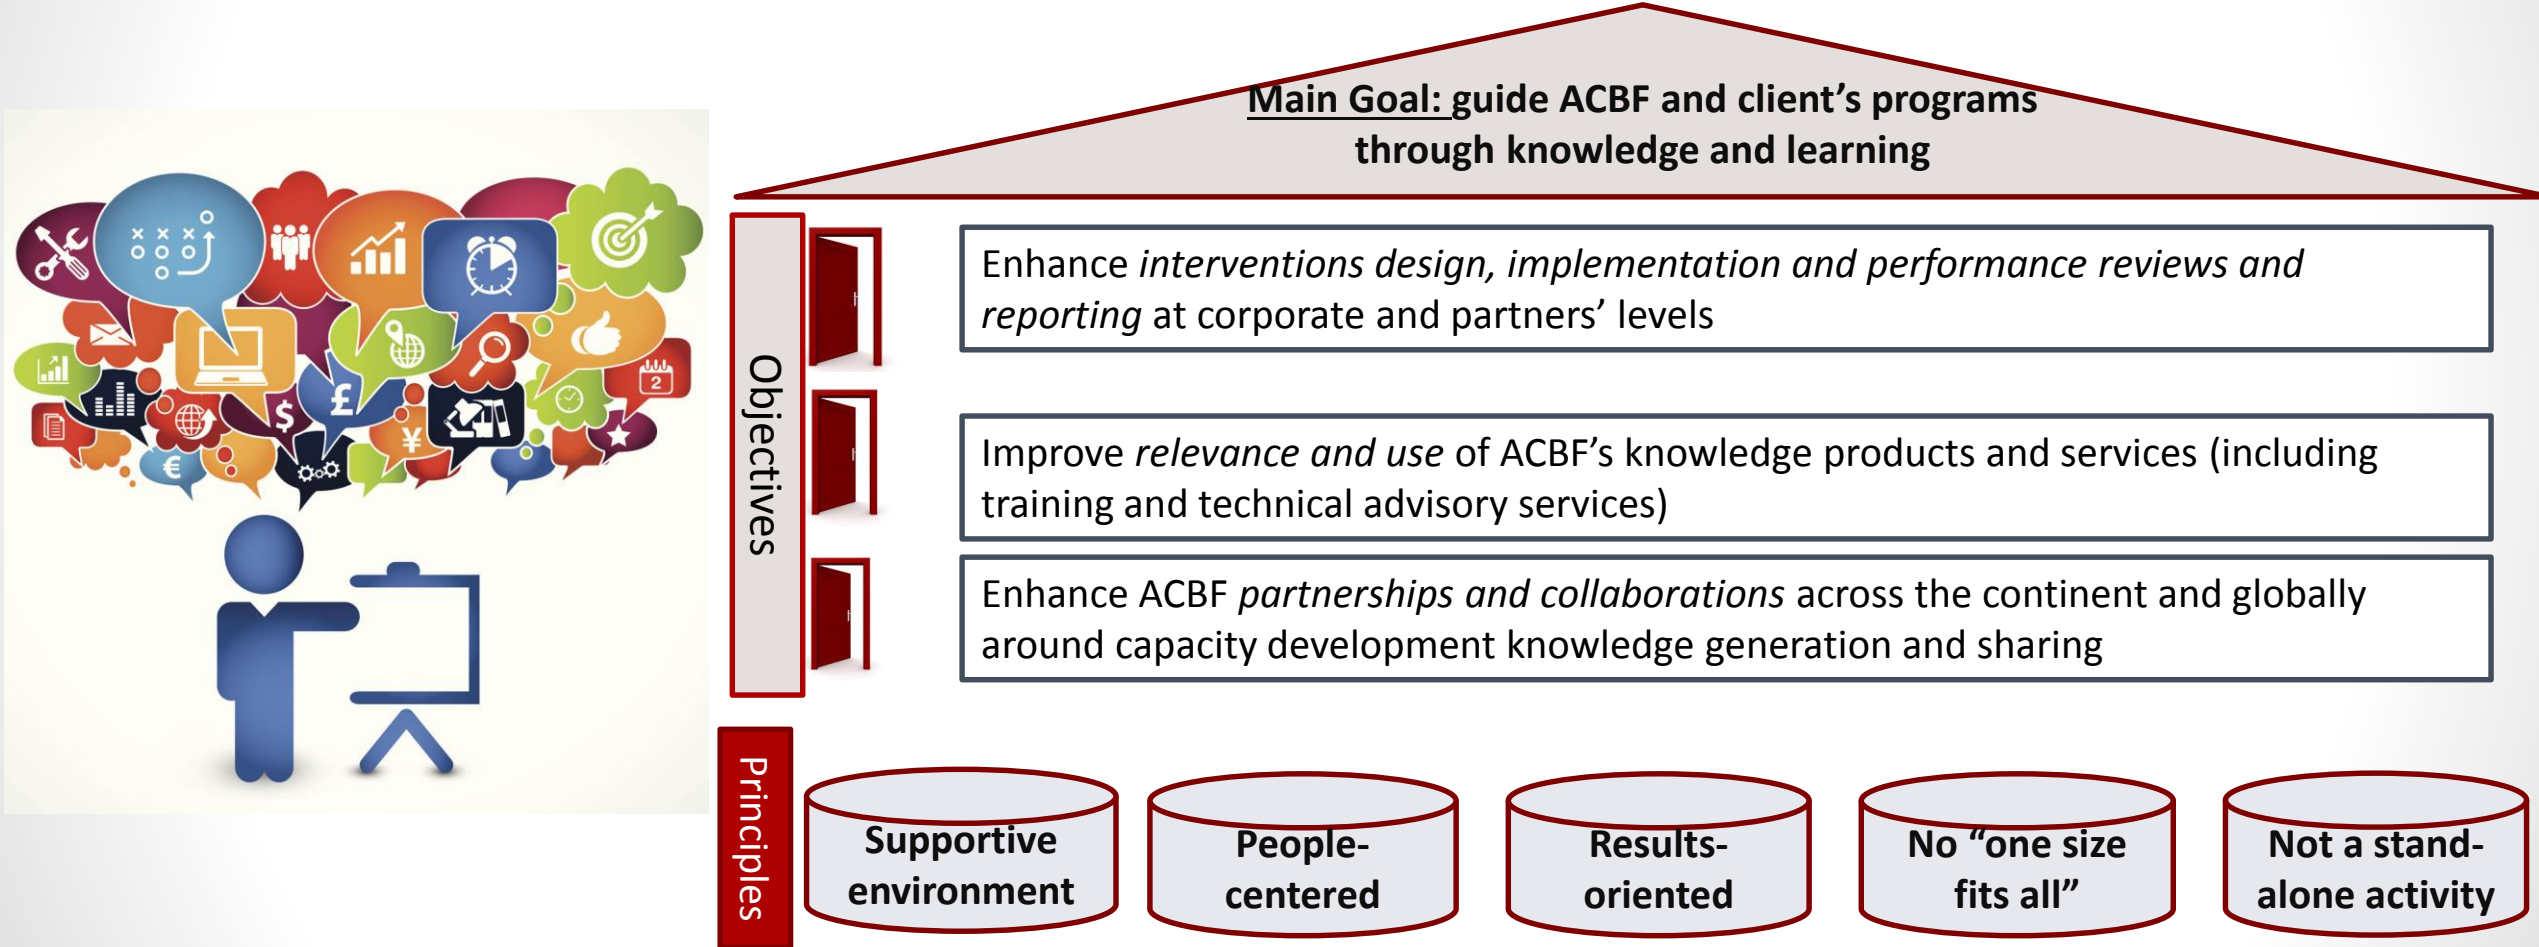 Main Goal: guide ACBF and client’s programs
through knowledge and learning
Objectives
Enhance interventions design, implementation and performance reviews and
reporting at corporate and partners’ levels
Improve relevance and use of ACBF’s knowledge products and services (including
training and technical advisory services)
Enhance ACBF partnerships and collaborations across the continent and globally
around capacity development knowledge generation and sharing
Principles
Supportive
environment
People-
centered
Results-
oriented
No “one size
fits all”
Not a stand-
alone activity
x x x
2
$
£
¥
€